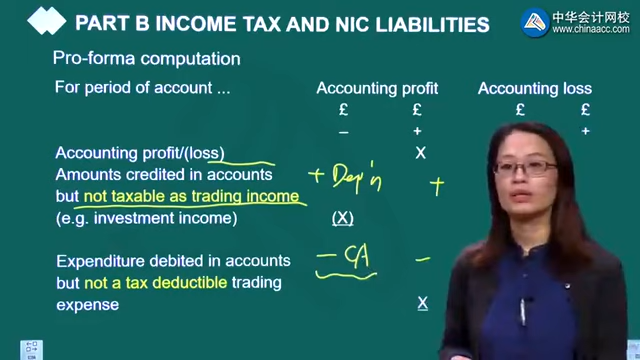 PART B INCOME TAX AND NIC LIABILITIES
中华会计网校
www.chinaacc.com
Pro-forma computation
For period of account ... Accounting profit Accounting loss
£ £ £ £
– + +
Accounting profit/(loss) X
Amounts credited in accounts + Dep'n +
but not taxable as trading income
(e.g. investment income) (X)
Expenditure debited in accounts – CA –
but not a tax deductible trading
expense X